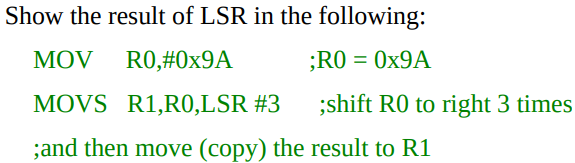 Show the result of LSR in the following:
MOV R0,#0x9A ;R0 = 0x9A
MOVS R1,R0,LSR #3 ;shift R0 to right 3 times
;and then move (copy) the result to R1